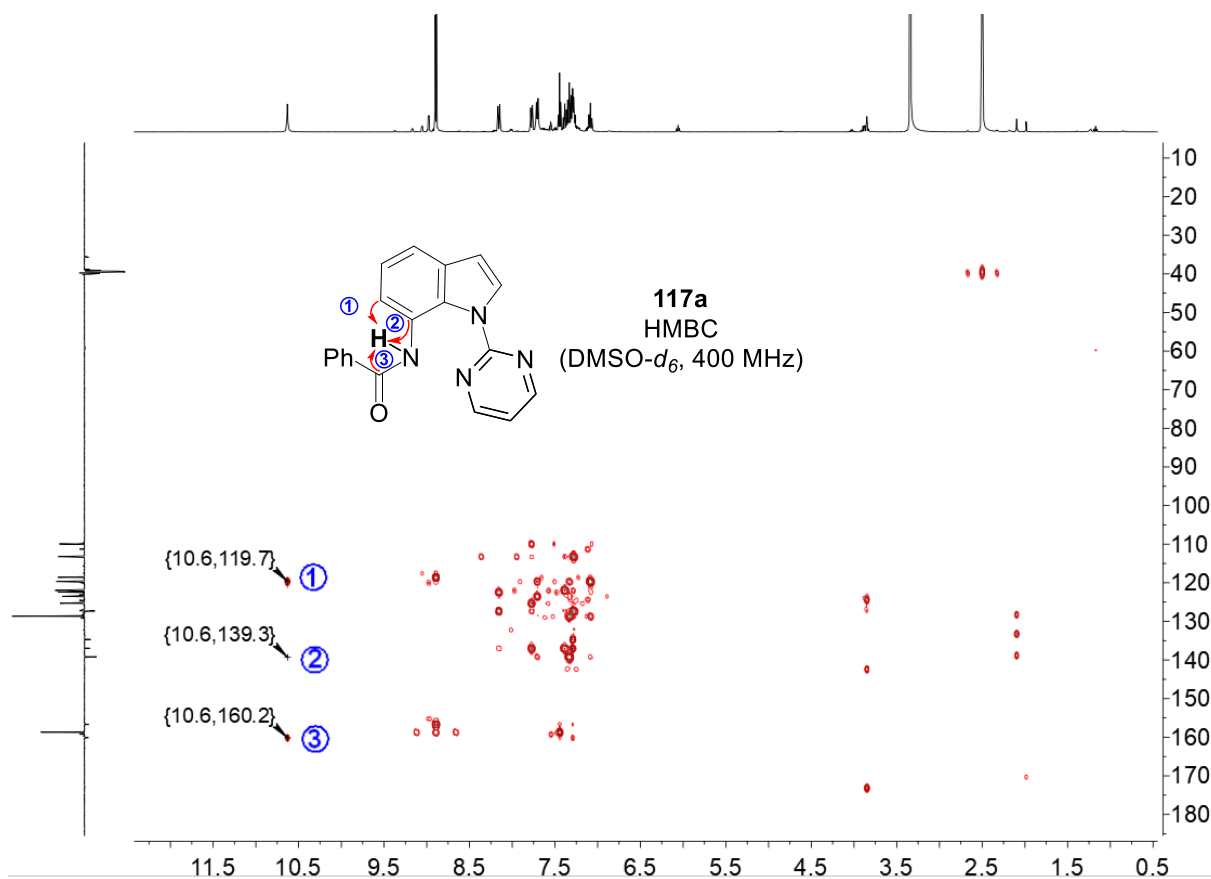 10
20
30
40
50
60
70
80
90
100
110
120
130
140
150
160
170
180
①
②
H
③
Ph
N
O
N
N
N
117a
HMBC
(DMSO-d6, 400 MHz)
{10.6,119.7}
①
{10.6,139.3}
②
{10.6,160.2}
③
11.5 10.5 9.5 8.5 7.5 6.5 5.5 4.5 3.5 2.5 1.5 0.5